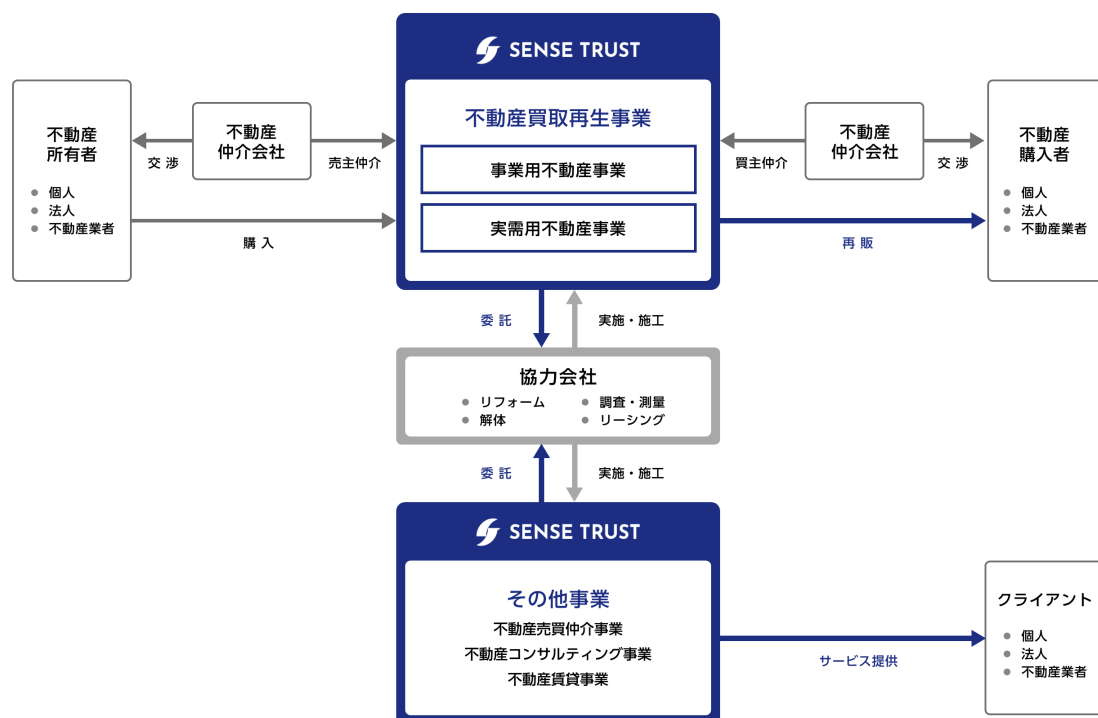 SENSE TRUST
不動産買取再生事業
事業用不動産事業
実需用不動産事業
不動産
所有者
個人
法人
不動産業者
交渉
不動産
仲介会社
売主仲介
購入
買主仲介
不動産
仲介会社
交渉
再販
不動産
購入者
個人
法人
不動産業者
委託
実施・施工
協力会社
リフォーム
調査・測量
解体
リーシング
委託
実施・施工
SENSE TRUST
その他事業
不動産売買仲介事業
不動産コンサルティング事業
不動産賃貸事業
サービス提供
クライアント
個人
法人
不動産業者